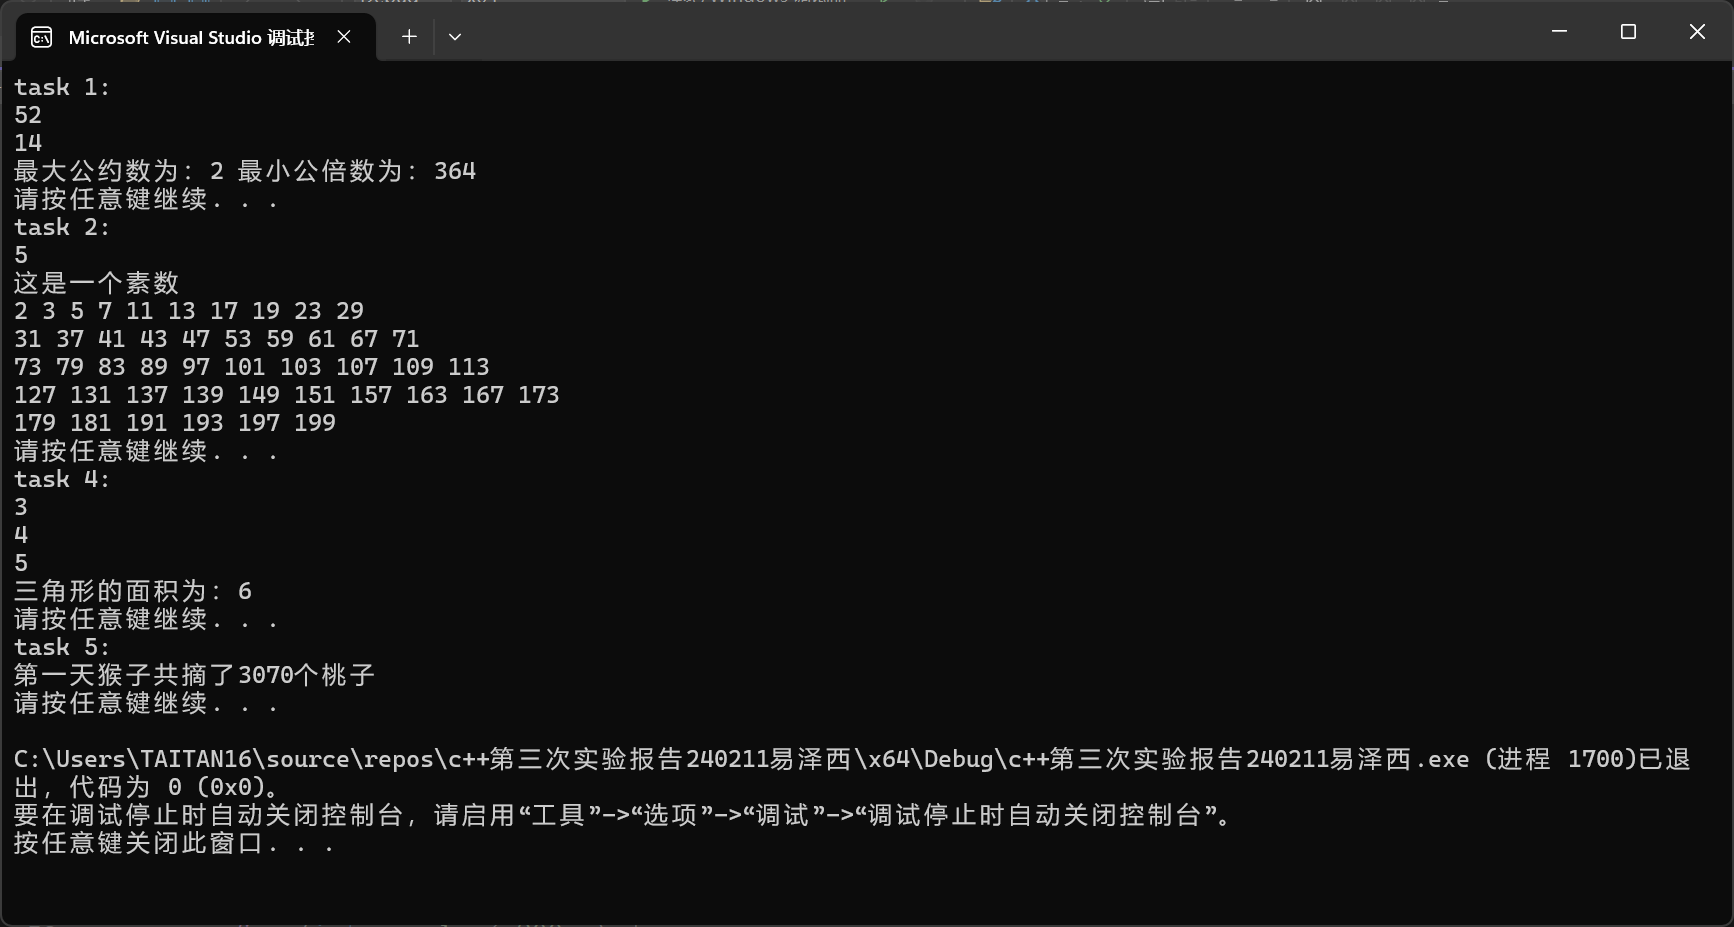 Microsoft Visual Studio 调试控
task 1:
52
14
最大公约数为: 2 最小公倍数为: 364
请按任意键继续. . .
task 2:
5
这是一个素数
2 3 5 7 11 13 17 19 23 29
31 37 41 43 47 53 59 61 67 71
73 79 83 89 97 101 103 107 109 113
127 131 137 139 149 151 157 163 167 173
179 181 191 193 197 199
请按任意键继续. . .
task 4:
3
4
5
三角形的面积为: 6
请按任意键继续. . .
task 5:
第一天猴子共摘了3070个桃子
请按任意键继续. . .
C:\Users\TAITAN16\source\repos\c++第三次实验报告240211易泽西\x64\Debug\c++第三次实验报告240211易泽西.exe (进程 1700)已退
出，代码为 0 (0x0)。
要在调试停止时自动关闭控制台，请启用“工具”->“选项”->“调试”->“调试停止时自动关闭控制台”。
按任意键关闭此窗口. . .